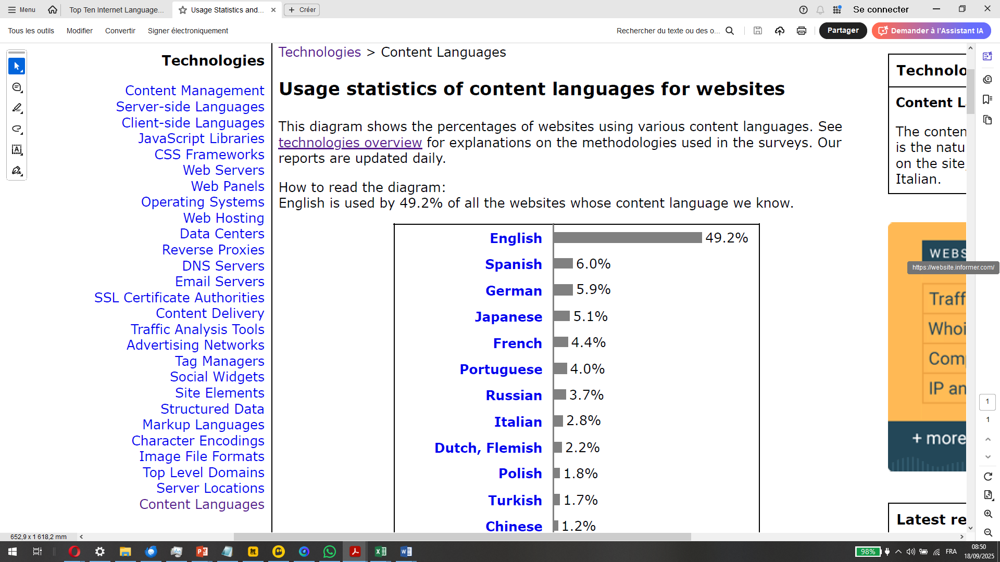 Menu
Top Ten Internet Language...
Usage Statistics and...
Créer
Se connecter
Tous les outils
Modifier
Convertir
Signer électroniquement
Rechercher du texte ou des o...
Partager
Demander à l'Assistant IA
Technologies
Content Management
Server-side Languages
Client-side Languages
JavaScript Libraries
CSS Frameworks
Web Servers
Web Panels
Operating Systems
Web Hosting
Data Centers
Reverse Proxies
DNS Servers
Email Servers
SSL Certificate Authorities
Content Delivery
Traffic Analysis Tools
Advertising Networks
Tag Managers
Social Widgets
Site Elements
Structured Data
Markup Languages
Character Encodings
Image File Formats
Top Level Domains
Server Locations
Content Languages
Technologies > Content Languages
Usage statistics of content languages for websites
This diagram shows the percentages of websites using various content languages. See
technologies overview for explanations on the methodologies used in the surveys. Our
reports are updated daily.
How to read the diagram:
English is used by 49.2% of all the websites whose content language we know.
English 49.2%
Spanish 6.0%
German 5.9%
Japanese 5.1%
French 4.4%
Portuguese 4.0%
Russian 3.7%
Italian 2.8%
Dutch, Flemish 2.2%
Polish 1.8%
Turkish 1.7%
Chinese 1.2%
Technolo
Content L
The conten
is the natu
on the site,
Italian.
WEBS
https://website.informer.com/
Traff
Whoi
Comp
IP an
+ more
Latest re
1
1
652,9 x 1 618,2 mm
98%
FRA
08:50
18/09/2025